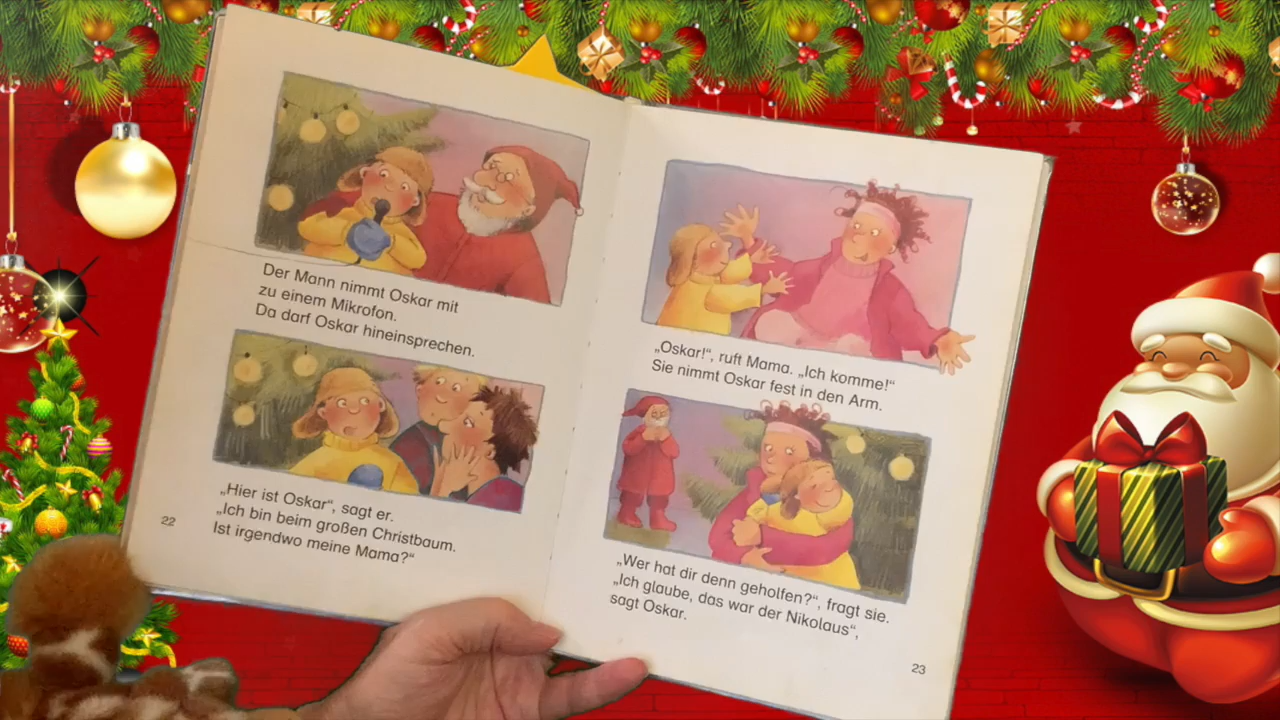 Der Mann nimmt Oskar mit
zu einem Mikrofon.
Da darf Oskar hineinsprechen.
„Hier ist Oskar“, sagt er.
„Ich bin beim großen Christbaum.
Ist irgendwo meine Mama?“
22
„Oskar!“, ruft Mama. „Ich komme!“
Sie nimmt Oskar fest in den Arm.
„Wer hat dir denn geholfen?“, fragt sie.
„Ich glaube, das war der Nikolaus“,
sagt Oskar.
23